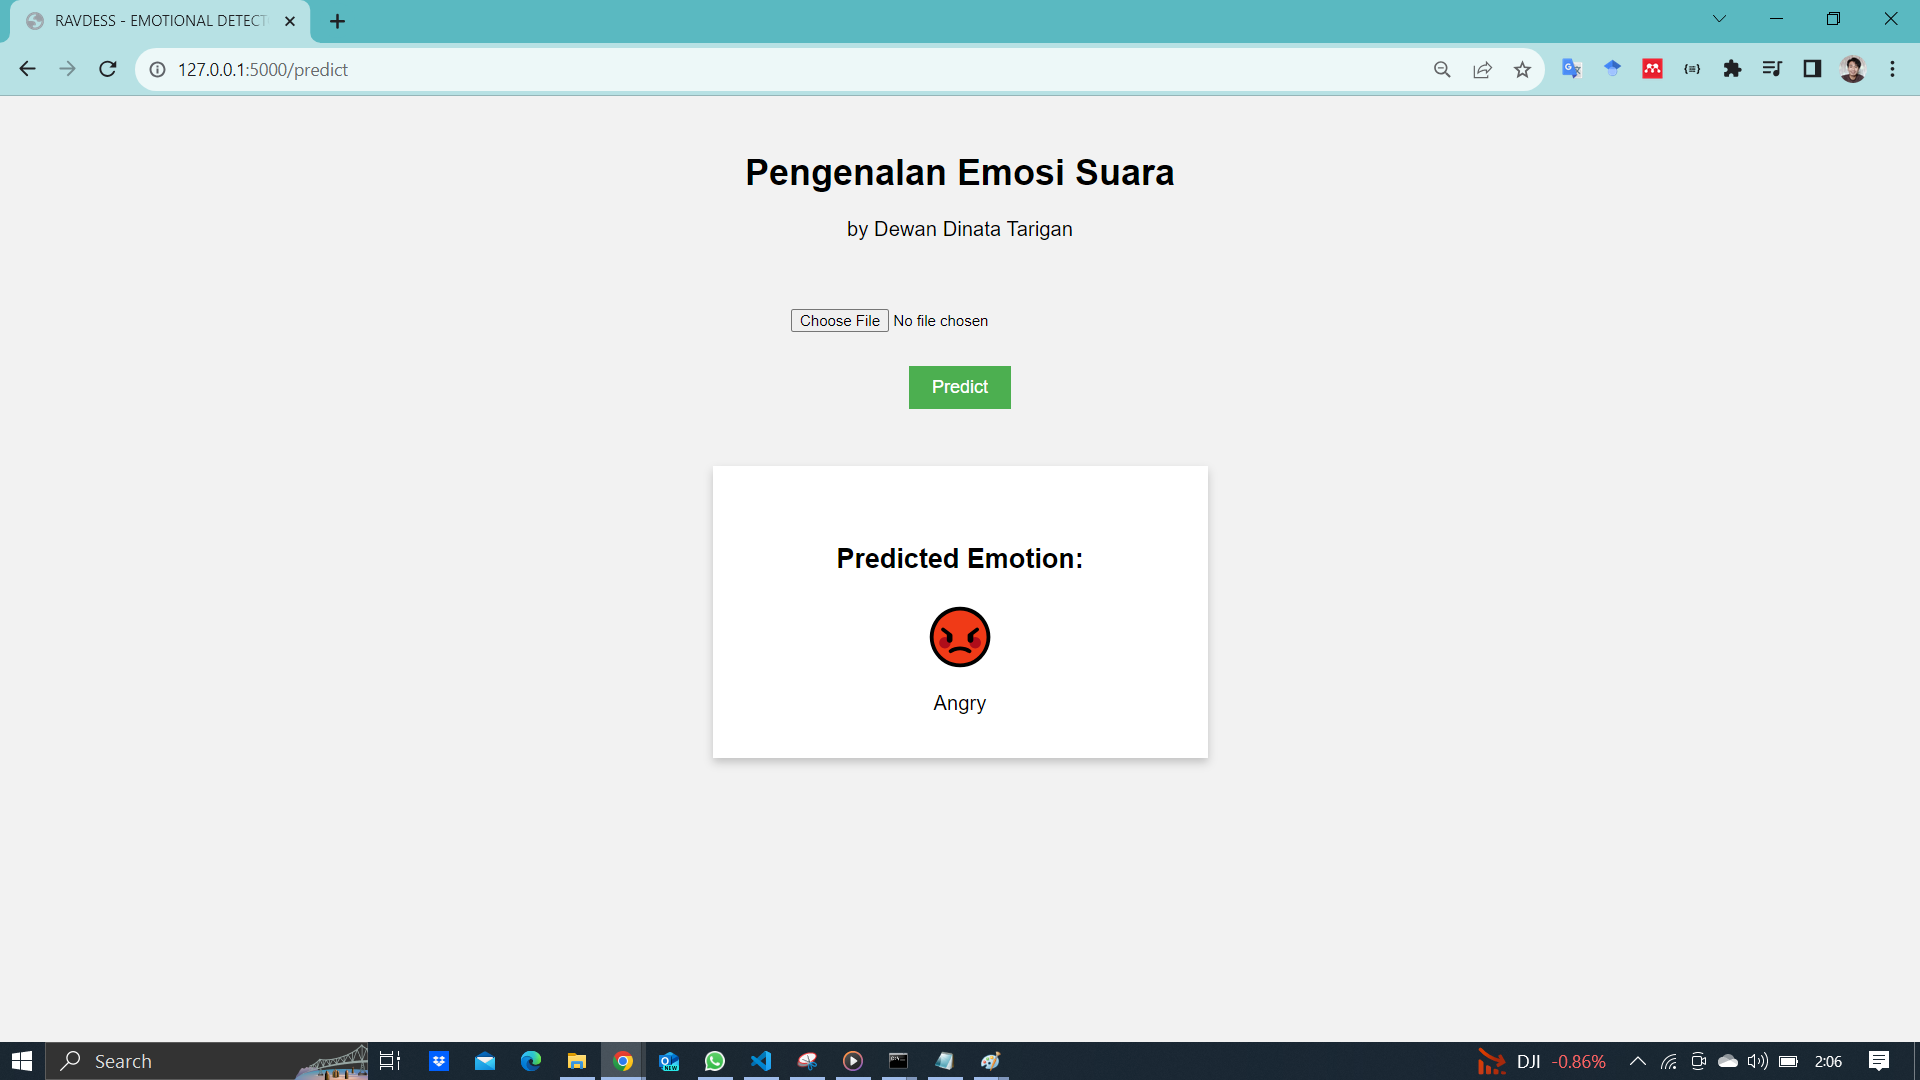 RAVDESS - EMOTIONAL DETECT
127.0.0.1:5000/predict
Pengenalan Emosi Suara
by Dewan Dinata Tarigan
Choose File No file chosen
Predict
Predicted Emotion:
Angry
Search
DJI -0.86%
2:06